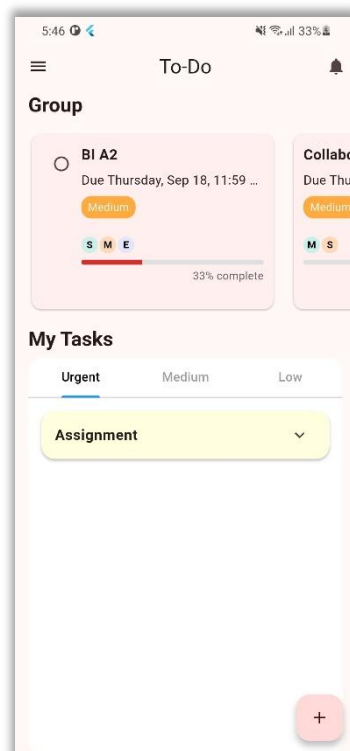 5:46 33%
To-Do
Group
BI A2
Due Thursday, Sep 18, 11:59 ...
Medium
S M E
33% complete
Collabo
Due Thu
Medium
M S
My Tasks
Urgent Medium Low
Assignment
+